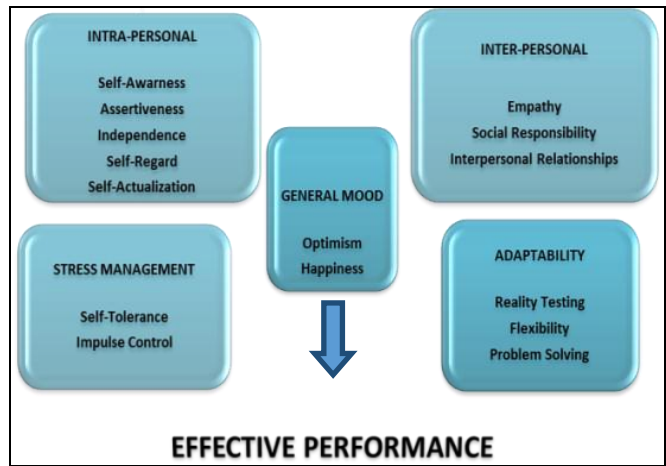 INTRA-PERSONAL
Self-Awarness
Assertiveness
Independence
Self-Regard
Self-Actualization
INTER-PERSONAL
Empathy
Social Responsibility
Interpersonal Relationships
GENERAL MOOD
Optimism
Happiness
STRESS MANAGEMENT
Self-Tolerance
Impulse Control
ADAPTABILITY
Reality Testing
Flexibility
Problem Solving
EFFECTIVE PERFORMANCE